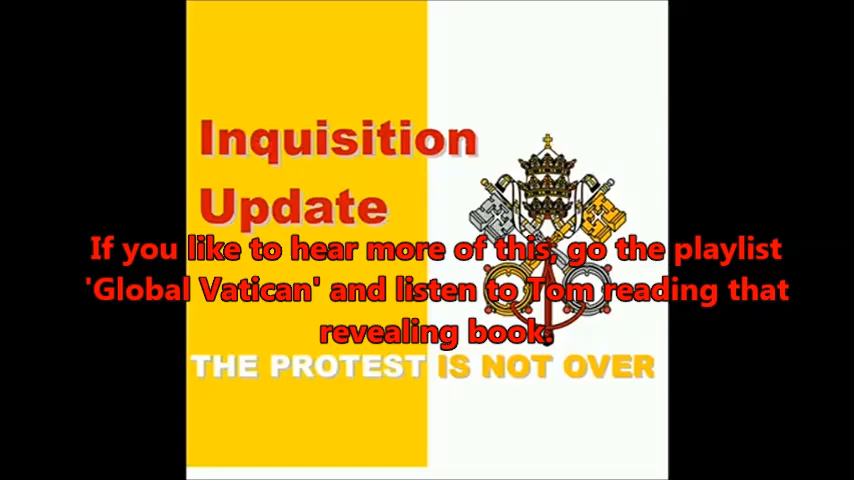 Inquisition
Update
If you like to hear more of this, go the playlist
'Global Vatican' and listen to Tom reading that
revealing book.
THE PROTEST IS NOT OVER